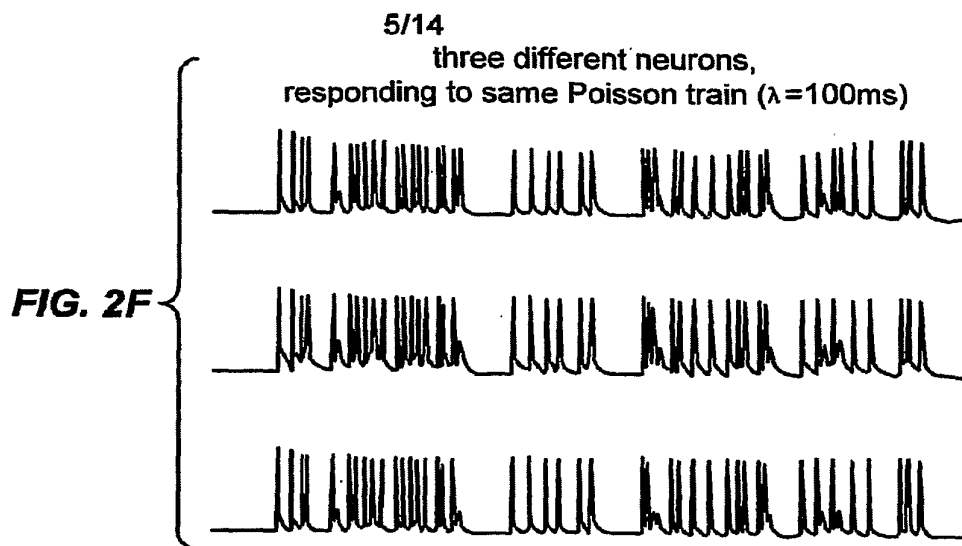 5/14
three different neurons,
responding to same Poisson train (λ=100ms)
FIG. 2F